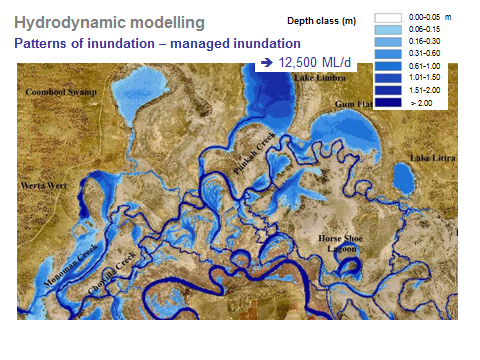 Hydrodynamic modelling
Patterns of inundation – managed inundation
Depth class (m)
0.00-0.05 m
0.06-0.15
0.16-0.30
0.31-0.60
0.61-1.00
1.01-1.50
1.51-2.00
> 2.00
➔ 12,500 ML/d
Lake Limbra
Coombool Swamp
Gum Flat
Punkah Creek
Lake Littra
Werta Wert
Horse Shoe
Lagoon
Monoman Creek
Chowilla Creek